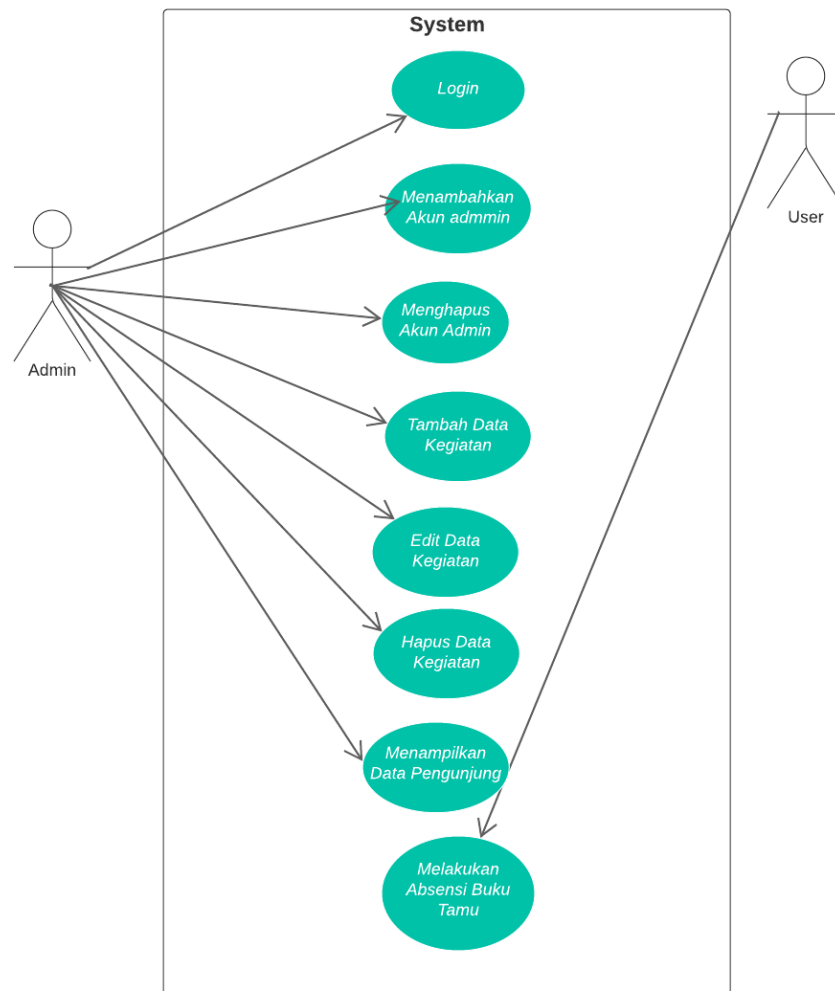 System
Login
Menambahkan
Akun admmin
User
Menghapus
Akun Admin
Admin
Tambah Data
Kegiatan
Edit Data
Kegiatan
Hapus Data
Kegiatan
Menampilkan
Data Pengunjung
Melakukan
Absensi Buku
Tamu